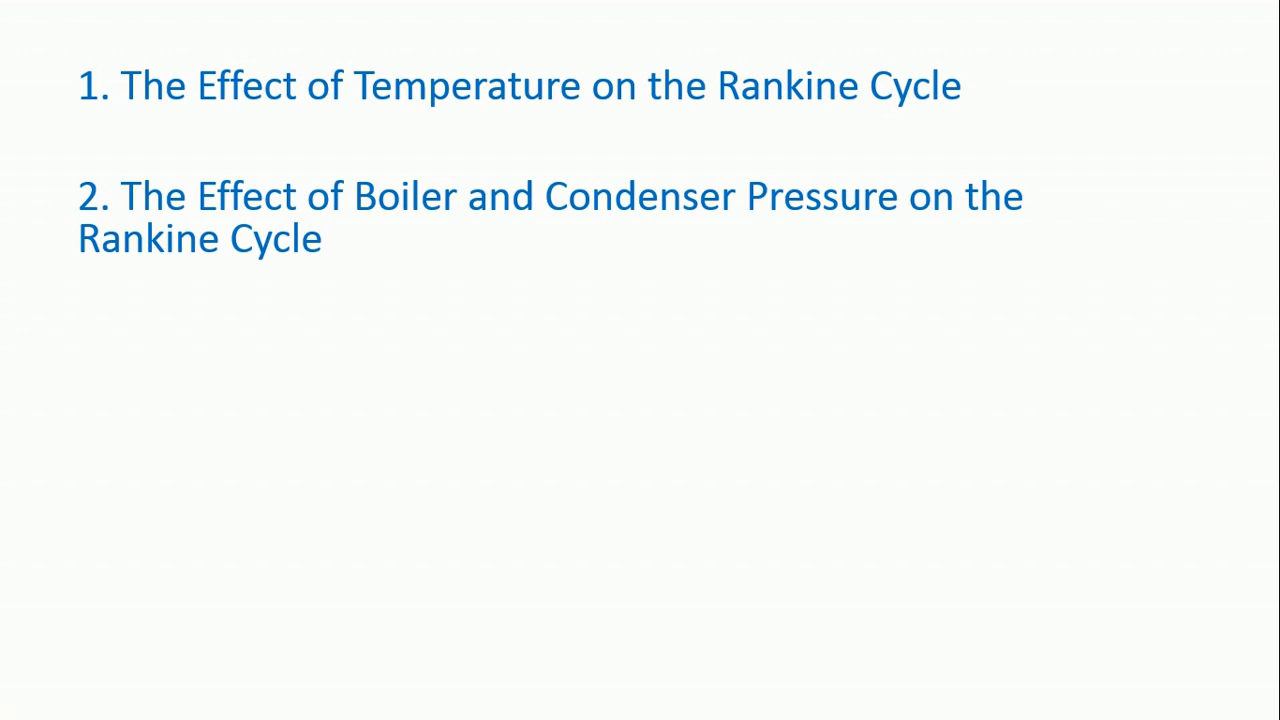 1. The Effect of Temperature on the Rankine Cycle
2. The Effect of Boiler and Condenser Pressure on the
Rankine Cycle